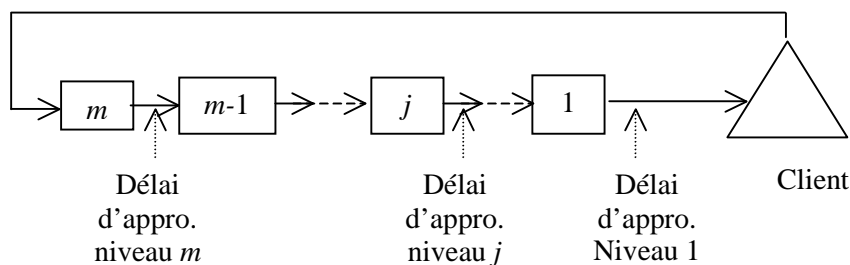 m
m-1
j
1
Délai
d'appro.
niveau m
Délai
d'appro.
niveau j
Délai
d'appro.
Niveau 1
Client